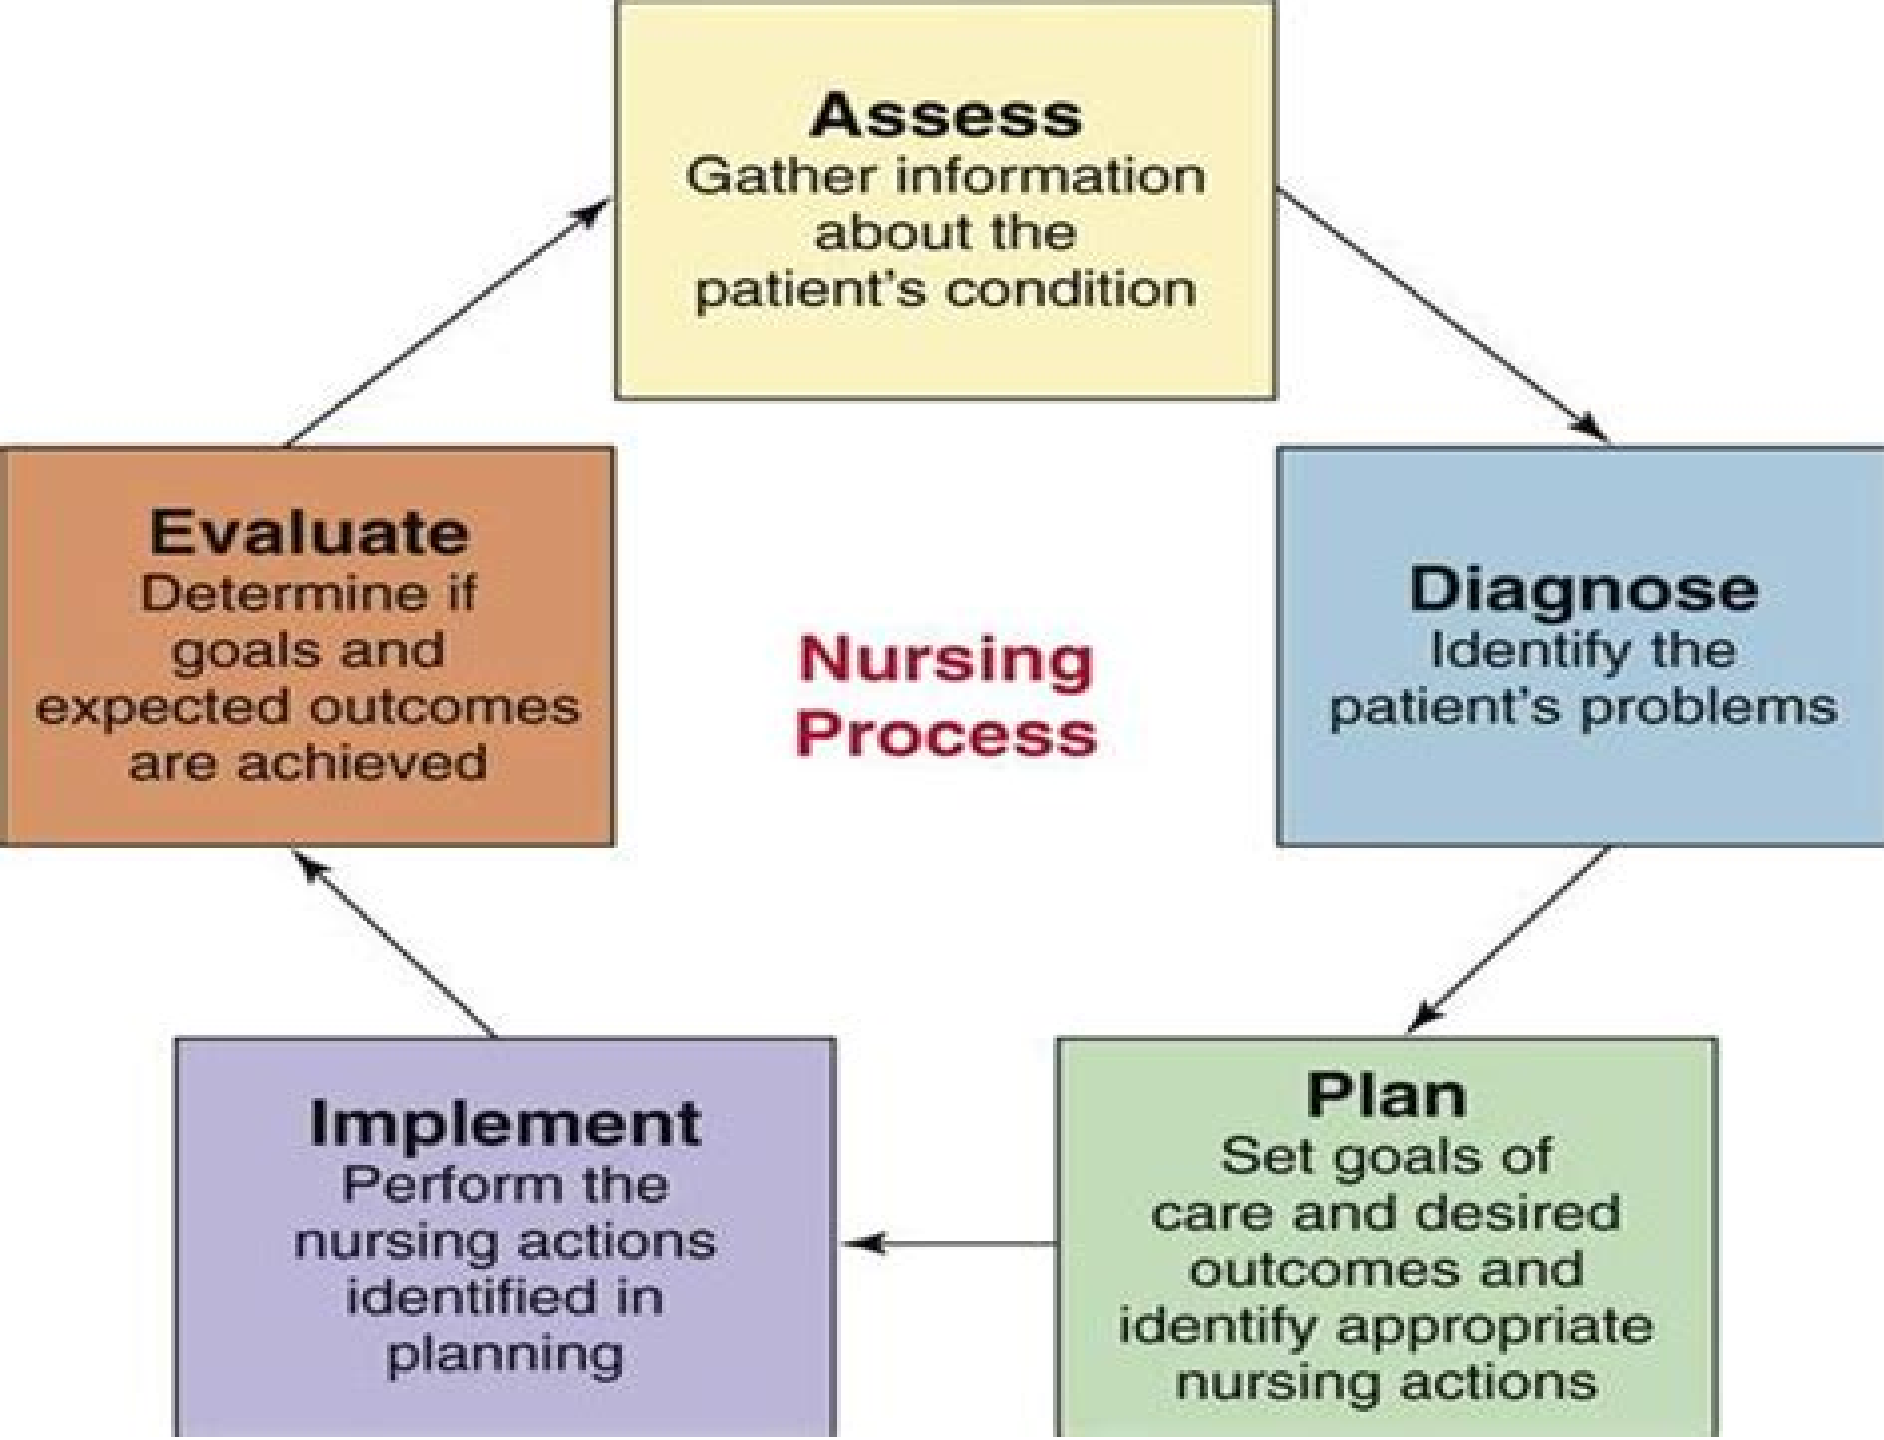 Assess
Gather information
about the
patient's condition
Diagnose
Identify the
patient's problems
Plan
Set goals of
care and desired
outcomes and
identify appropriate
nursing actions
Implement
Perform the
nursing actions
identified in
planning
Evaluate
Determine if
goals and
expected outcomes
are achieved
Nursing
Process